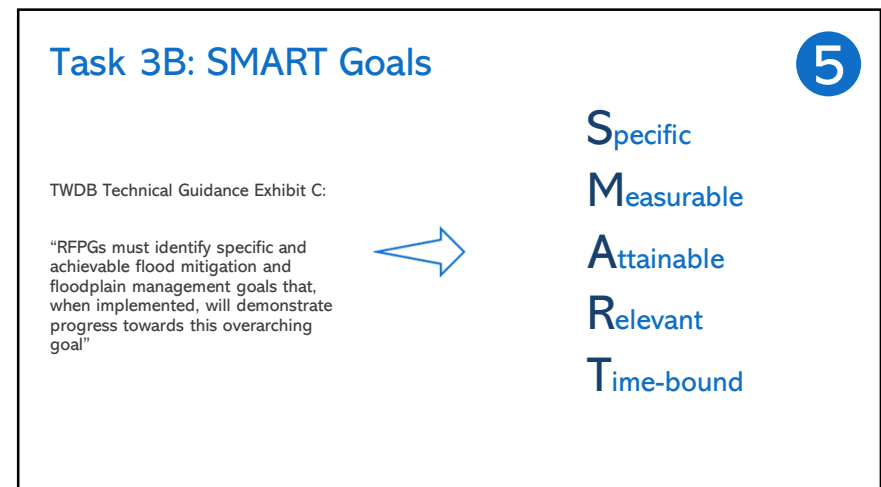 Task 3B: SMART Goals
5
TWDB Technical Guidance Exhibit C:
“RFPGs must identify specific and
achievable flood mitigation and
floodplain management goals that,
when implemented, will demonstrate
progress towards this overarching
goal”
Specific
Measurable
Attainable
Relevant
Time-bound